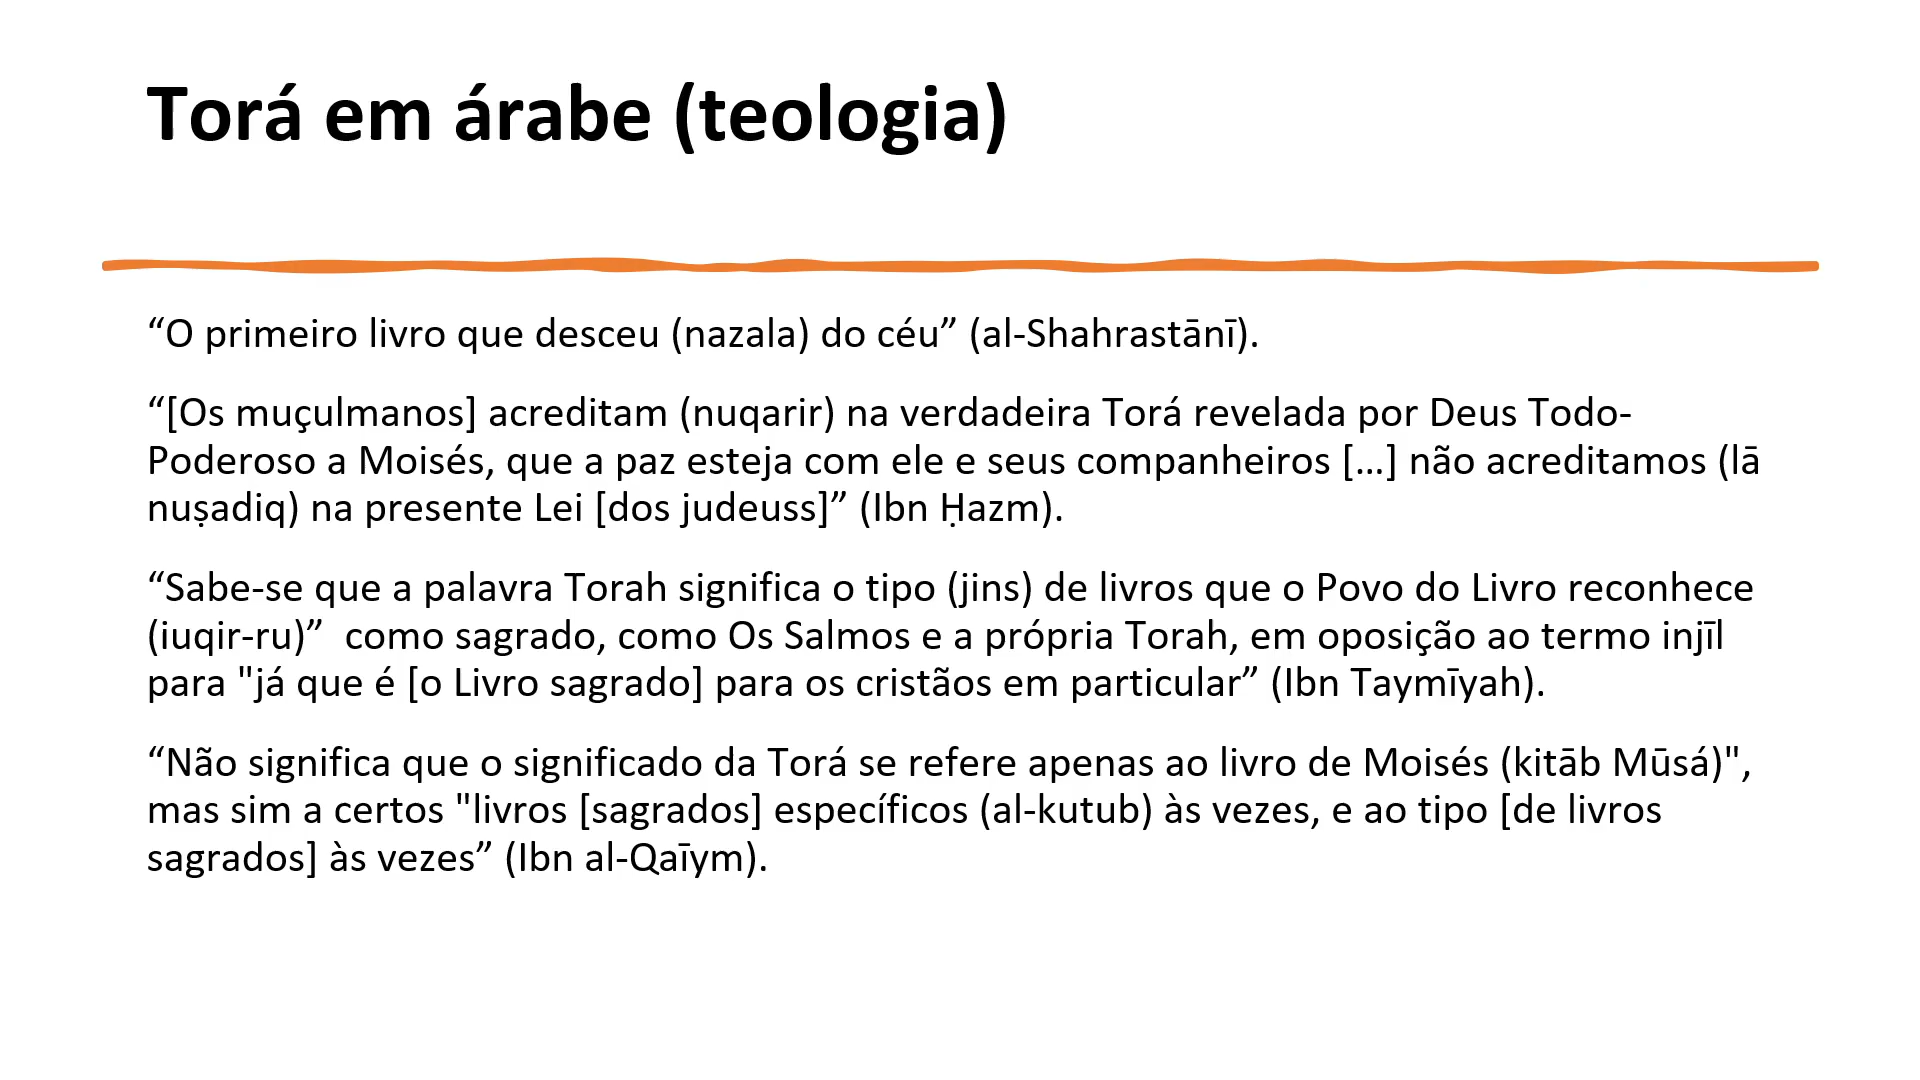 Torá em árabe (teologia)
“O primeiro livro que desceu (nazala) do céu” (al-Shahrastānī).
“[Os muçulmanos] acreditam (nuqarir) na verdadeira Torá revelada por Deus Todo-
Poderoso a Moisés, que a paz esteja com ele e seus companheiros […] não acreditamos (lā
nuṣadiq) na presente Lei [dos judeuss]” (Ibn Ḥazm).
“Sabe-se que a palavra Torah significa o tipo (jins) de livros que o Povo do Livro reconhece
(iuqir-ru)”  como sagrado, como Os Salmos e a própria Torah, em oposição ao termo injīl
para "já que é [o Livro sagrado] para os cristãos em particular” (Ibn Taymīyah).
“Não significa que o significado da Torá se refere apenas ao livro de Moisés (kitāb Mūsá)",
mas sim a certos "livros [sagrados] específicos (al-kutub) às vezes, e ao tipo [de livros
sagrados] às vezes” (Ibn al-Qaīym).